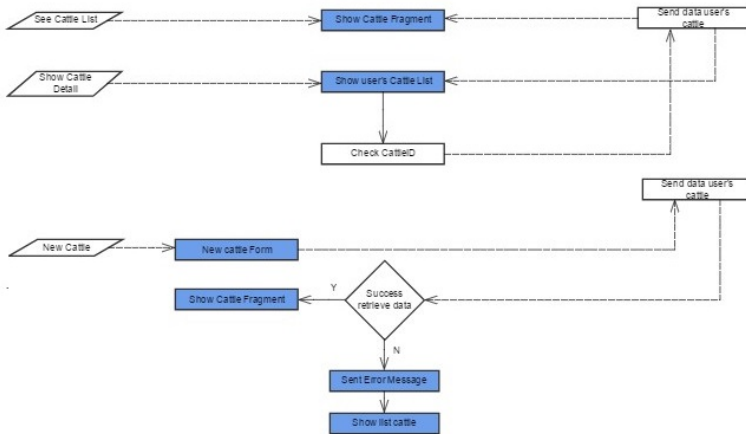 See Cattle List
Show Cattle Fragment
Send data user's
cattle
Show Cattle
Detail
Show user's Cattle List
Check CattleID
Send data user's
cattle
New Cattle
New cattle Form
Success
retrieve data
Y
Show Cattle Fragment
N
Sent Error Message
Show list cattle